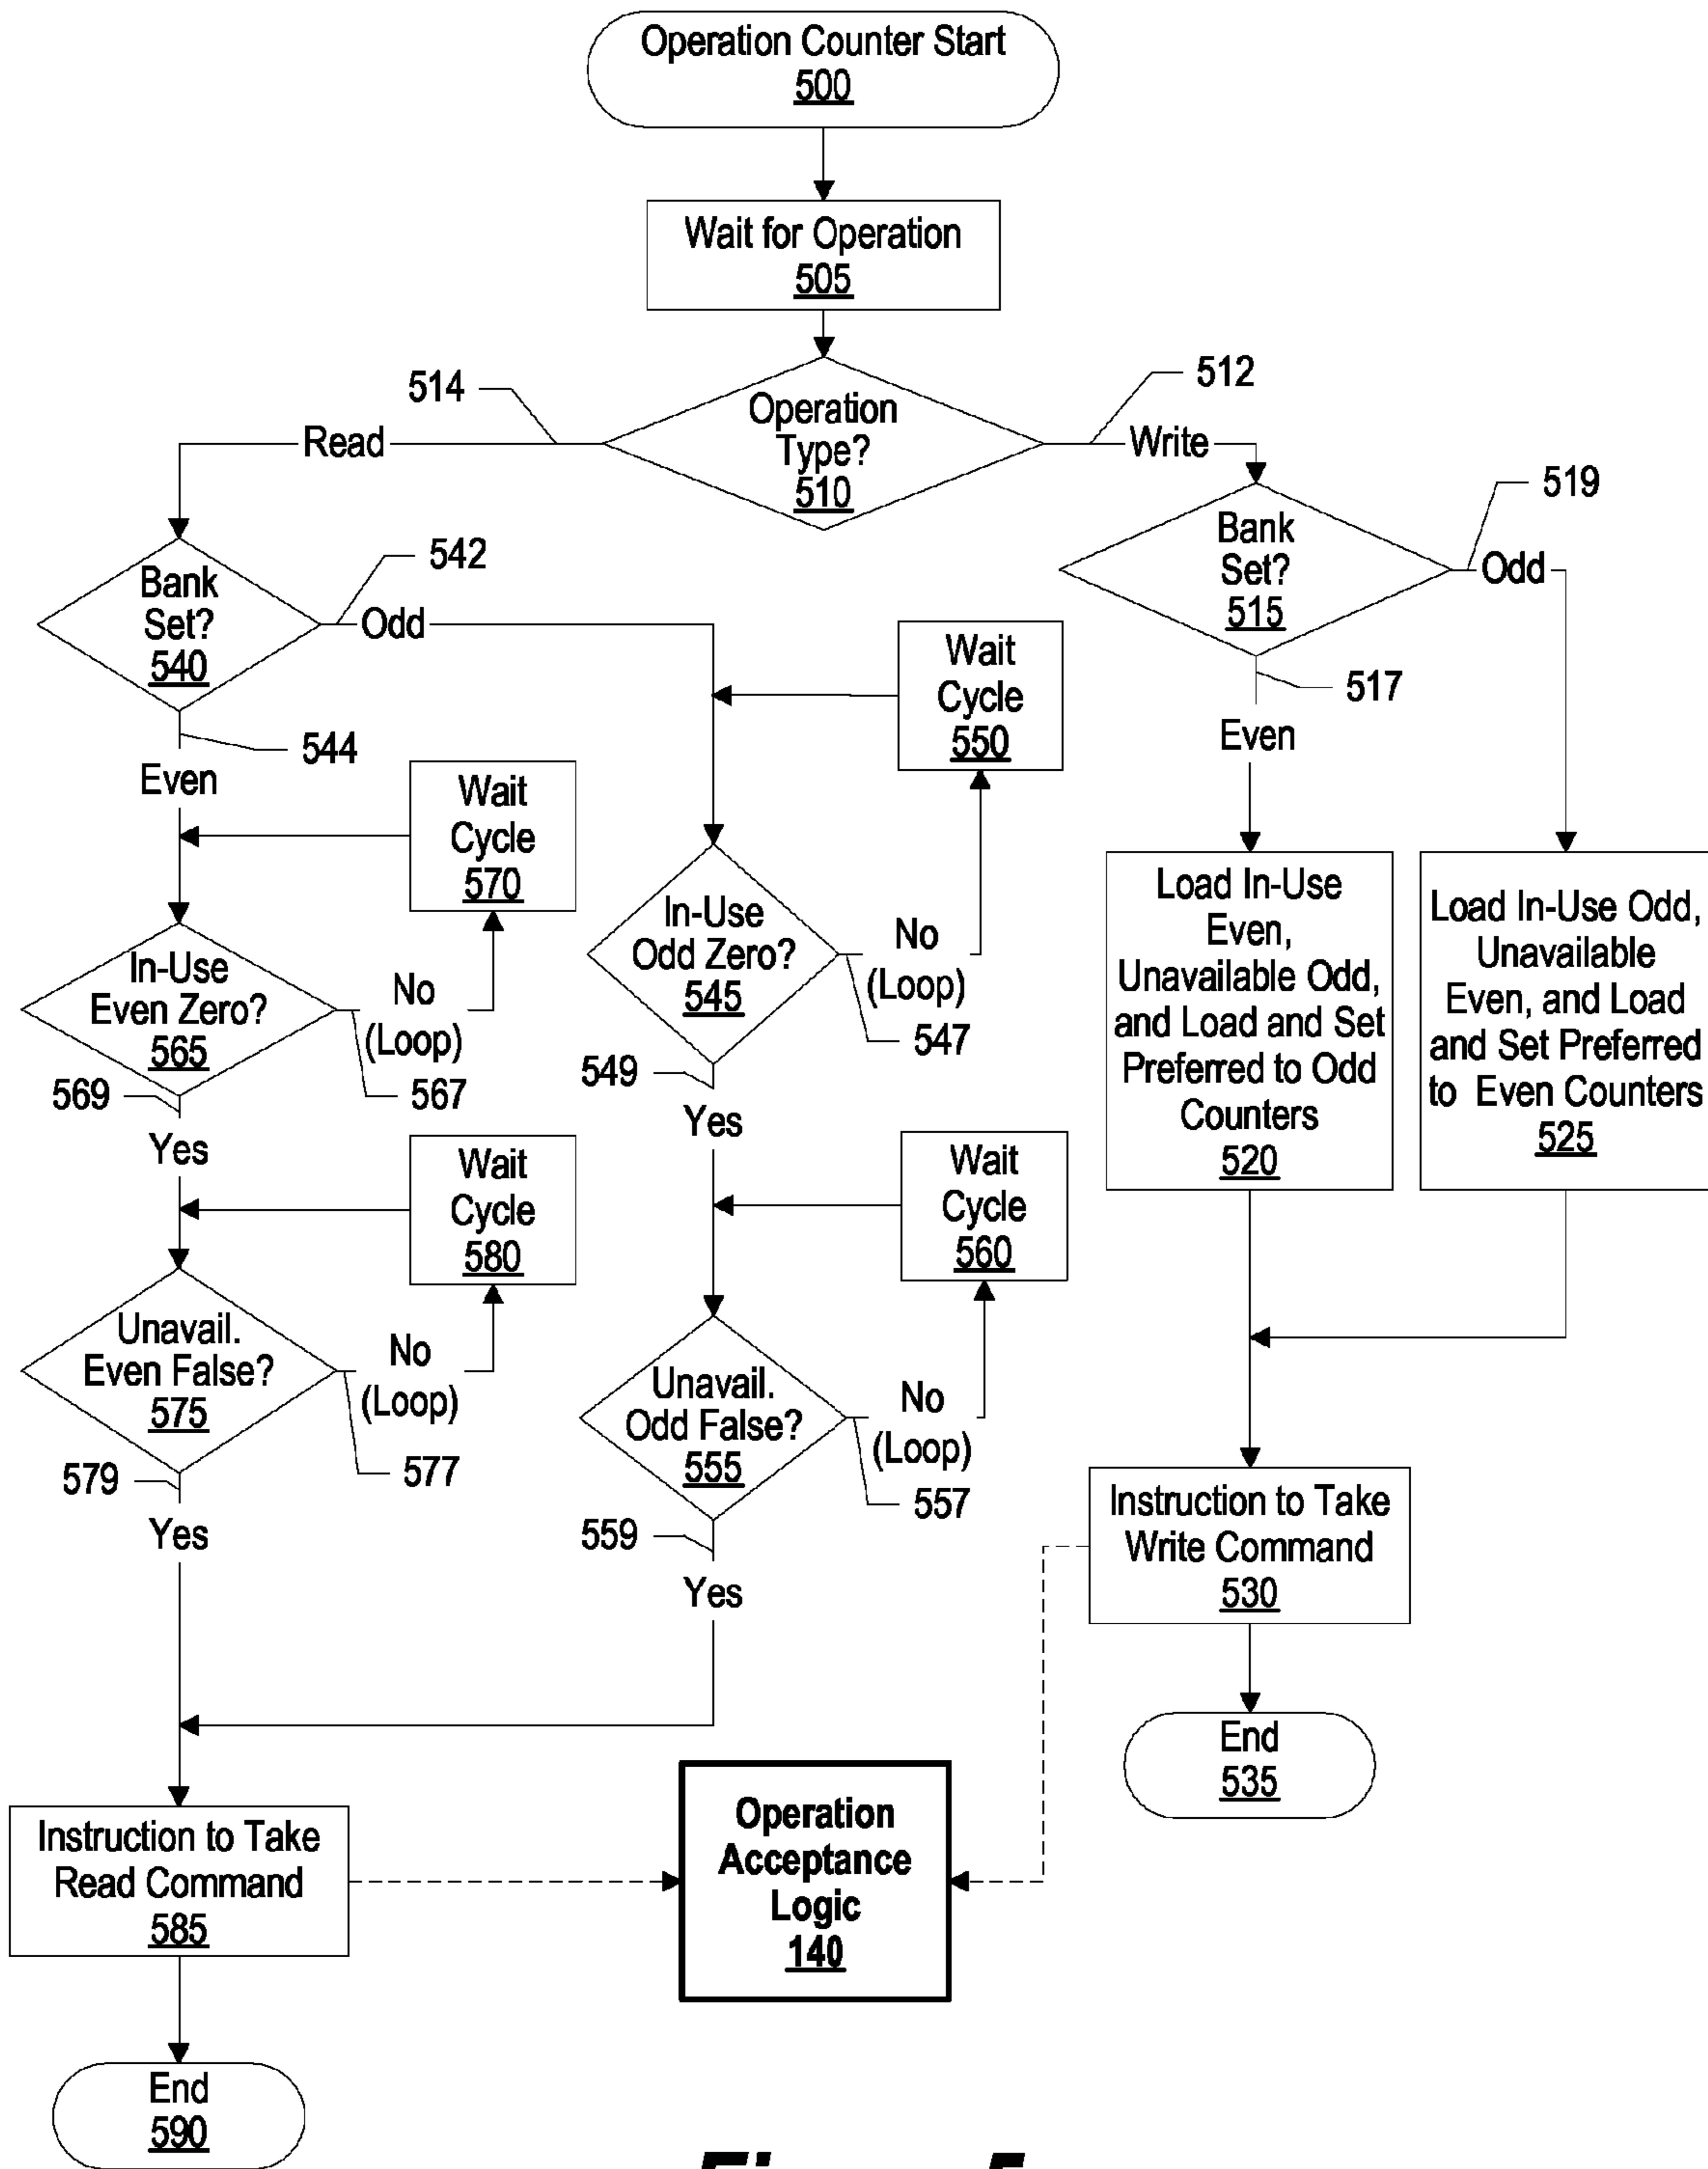 Operation Counter Start
500
Wait for Operation
505
514
512
Operation
Type?
510
Read
Write
519
Bank
Set?
515
Odd
517
Even
542
Bank
Set?
540
Odd
544
Even
Wait
Cycle
550
Wait
Cycle
570
In-Use
Odd Zero?
545
No
(Loop)
547
549
Yes
In-Use
Even Zero?
565
No
(Loop)
567
569
Yes
Load In-Use
Even,
Unavailable Odd,
and Load and Set
Preferred to Odd
Counters
520
Load In-Use Odd,
Unavailable
Even, and Load
and Set Preferred
to Even Counters
525
Wait
Cycle
580
Wait
Cycle
560
Unavail.
Even False?
575
No
(Loop)
577
579
Yes
Unavail.
Odd False?
555
No
(Loop)
557
559
Yes
Instruction to Take
Write Command
530
End
535
Instruction to Take
Read Command
585
Operation
Acceptance
Logic
140
End
590